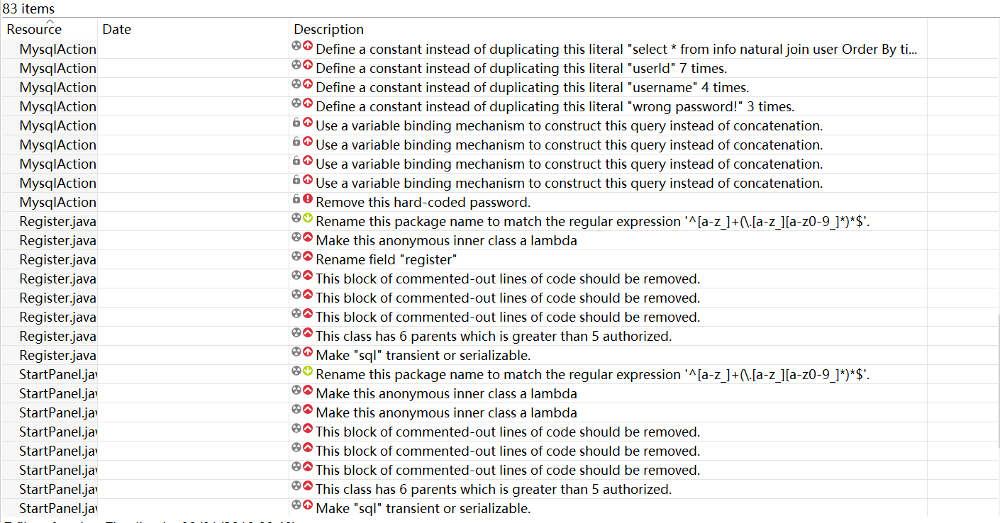 83 items
Resource Date Description
MysqlAction Define a constant instead of duplicating this literal "select * from info natural join user Order By ti...
MysqlAction Define a constant instead of duplicating this literal "userId" 7 times.
MysqlAction Define a constant instead of duplicating this literal "username" 4 times.
MysqlAction Define a constant instead of duplicating this literal "wrong password!" 3 times.
MysqlAction Use a variable binding mechanism to construct this query instead of concatenation.
MysqlAction Use a variable binding mechanism to construct this query instead of concatenation.
MysqlAction Use a variable binding mechanism to construct this query instead of concatenation.
MysqlAction Use a variable binding mechanism to construct this query instead of concatenation.
MysqlAction Remove this hard-coded password.
Register.java Rename this package name to match the regular expression '^[a-z_]+(\.[a-z_][a-z0-9_]*)*$'.
Register.java Make this anonymous inner class a lambda
Register.java Rename field "register"
Register.java This block of commented-out lines of code should be removed.
Register.java This block of commented-out lines of code should be removed.
Register.java This block of commented-out lines of code should be removed.
Register.java This class has 6 parents which is greater than 5 authorized.
Register.java Make "sql" transient or serializable.
StartPanel.jav Rename this package name to match the regular expression '^[a-z_]+(\.[a-z_][a-z0-9_]*)*$'.
StartPanel.jav Make this anonymous inner class a lambda
StartPanel.jav Make this anonymous inner class a lambda
StartPanel.jav This block of commented-out lines of code should be removed.
StartPanel.jav This block of commented-out lines of code should be removed.
StartPanel.jav This block of commented-out lines of code should be removed.
StartPanel.jav This class has 6 parents which is greater than 5 authorized.
StartPanel.jav Make "sql" transient or serializable.